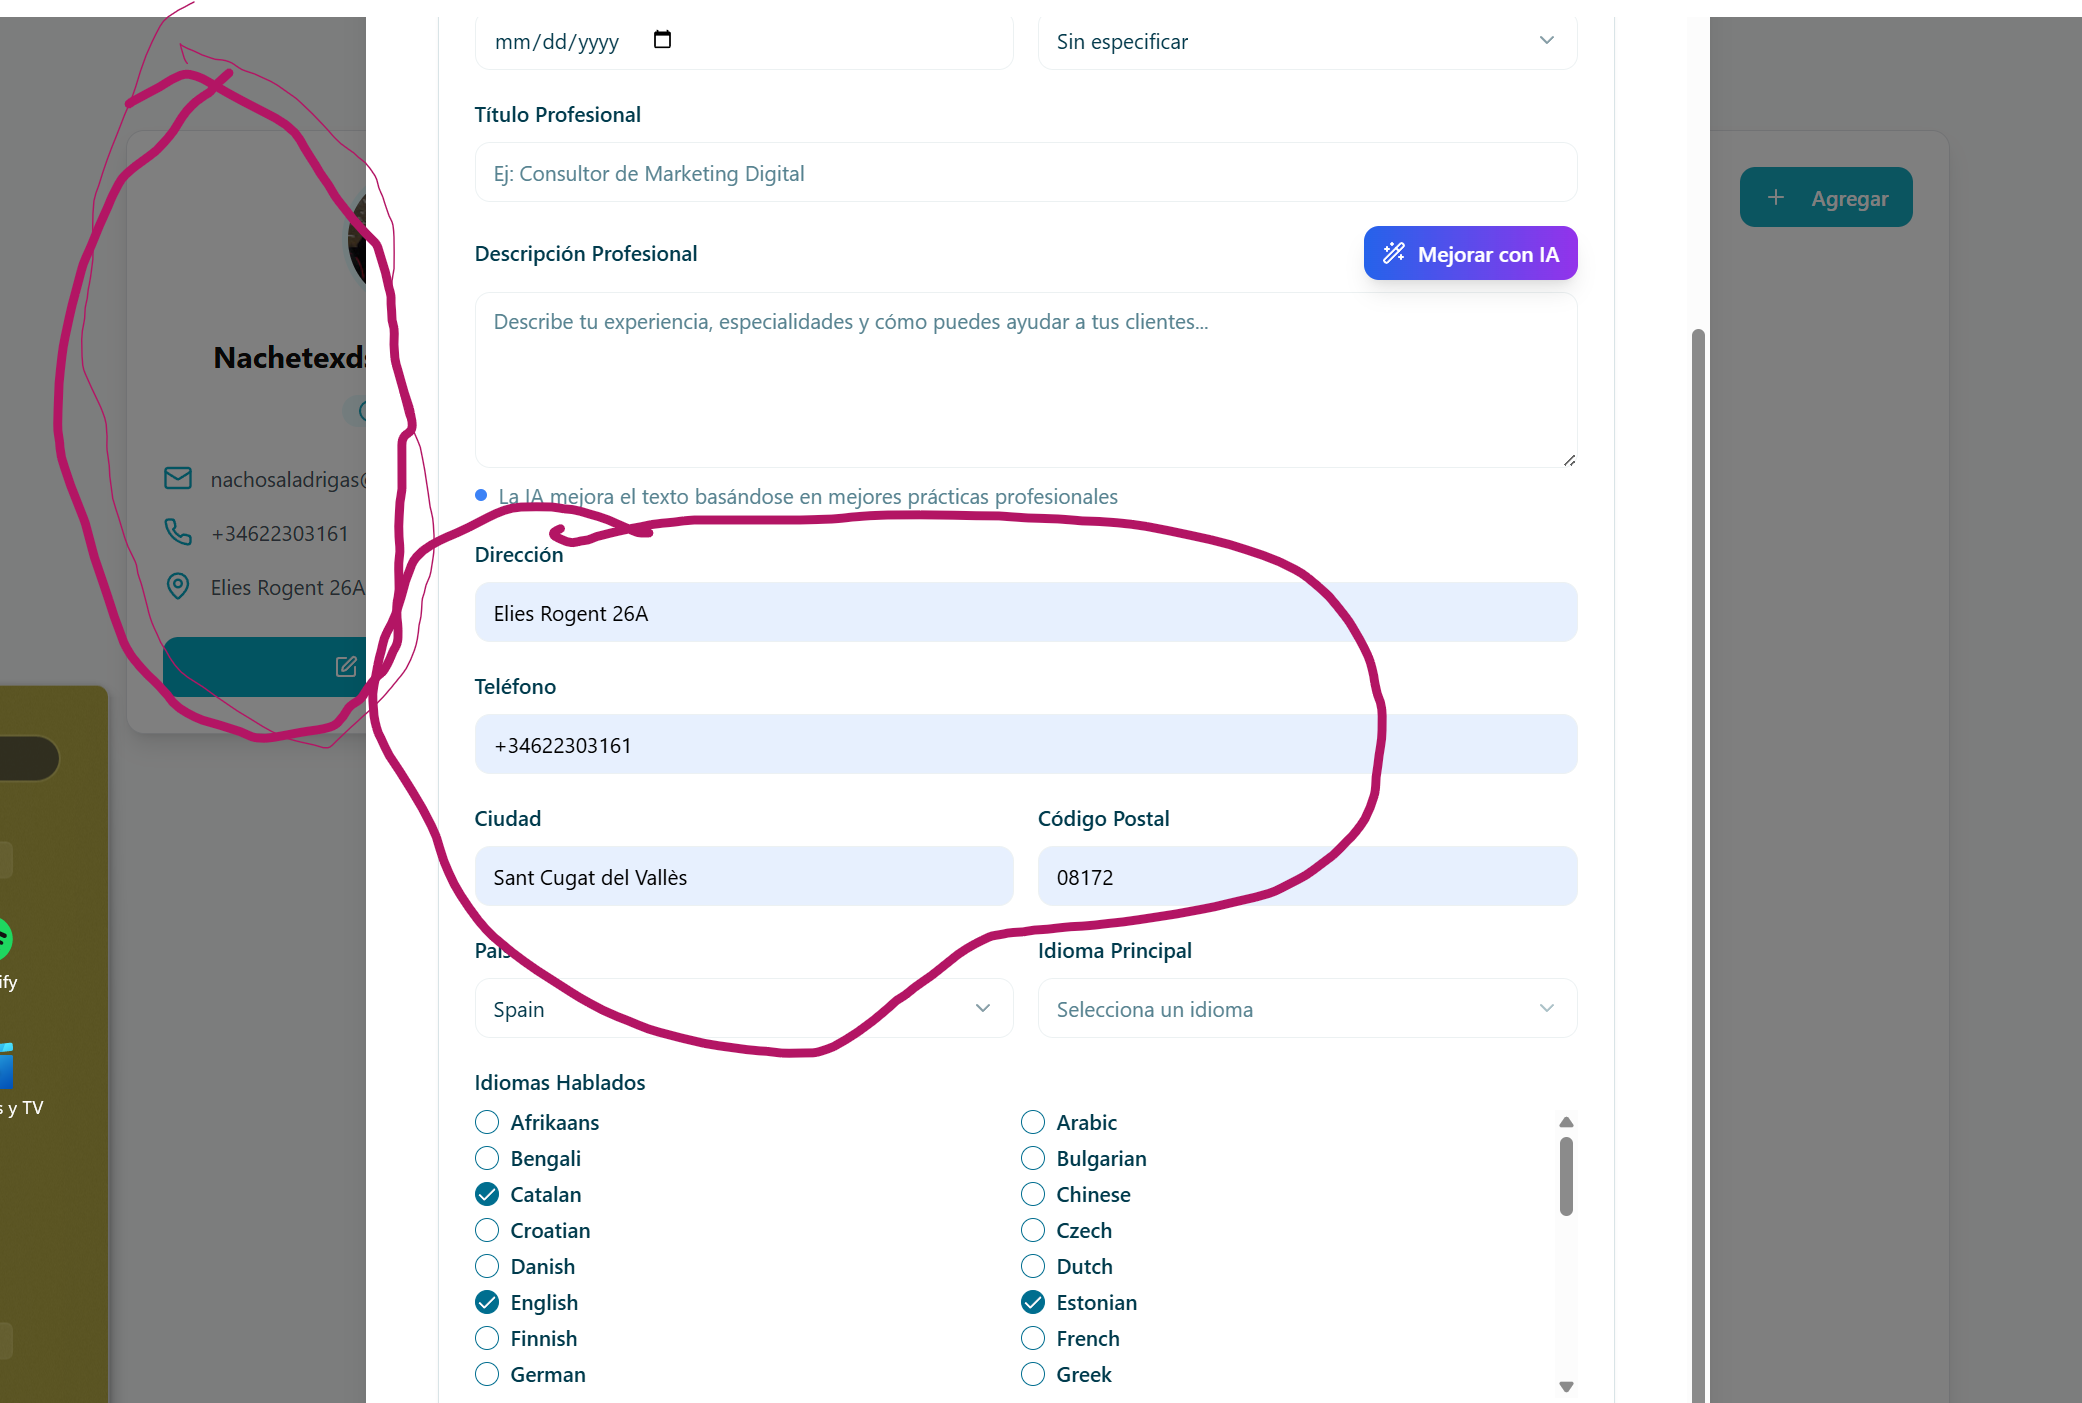 mm/dd/yyyy
Sin especificar
Título Profesional
Ej: Consultor de Marketing Digital
Agregar
Descripción Profesional
Mejorar con IA
Describe tu experiencia, especialidades y cómo puedes ayudar a tus clientes...
Nachetexd
nachosaladrigas@
La IA mejora el texto basándose en mejores prácticas profesionales
+34622303161
Dirección
Elies Rogent 26A
Elies Rogent 26A
Teléfono
+34622303161
Ciudad
Código Postal
Sant Cugat del Vallès
08172
País
Idioma Principal
ify
Spain
Selecciona un idioma
Idiomas Hablados
s y TV
Afrikaans
Arabic
Bengali
Bulgarian
Catalan
Chinese
Croatian
Czech
Danish
Dutch
English
Estonian
Finnish
French
German
Greek